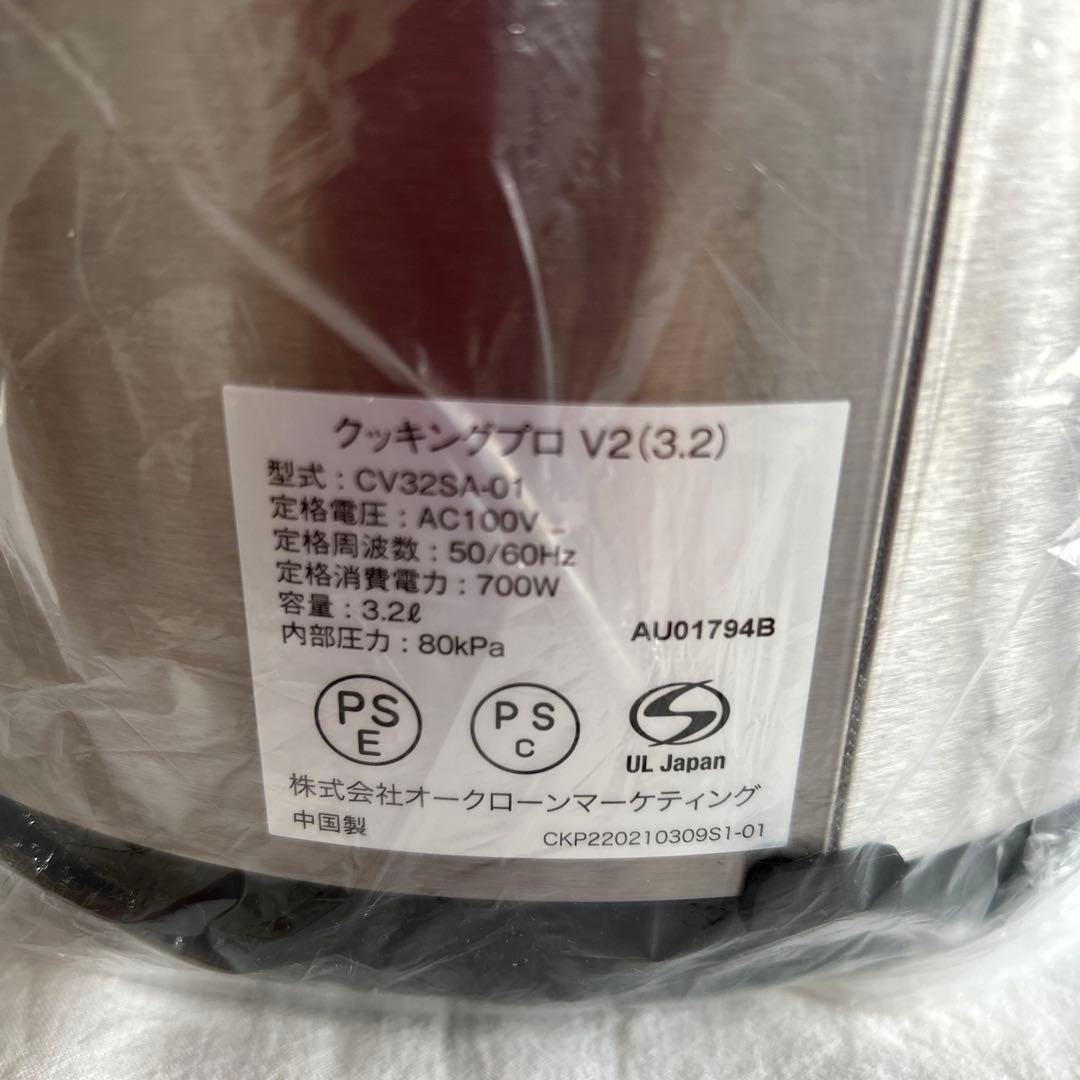 クッキングプロ V2(3.2)
型式：CV32SA-01
定格電圧：AC100V
定格周波数：50/60Hz
定格消費電力：700W
容量：3.2ℓ
内部圧力：80kPa
AU01794B
PS
E
PS
C
UL Japan
株式会社オークローンマーケティング
中国製
CKP220210309S1-01